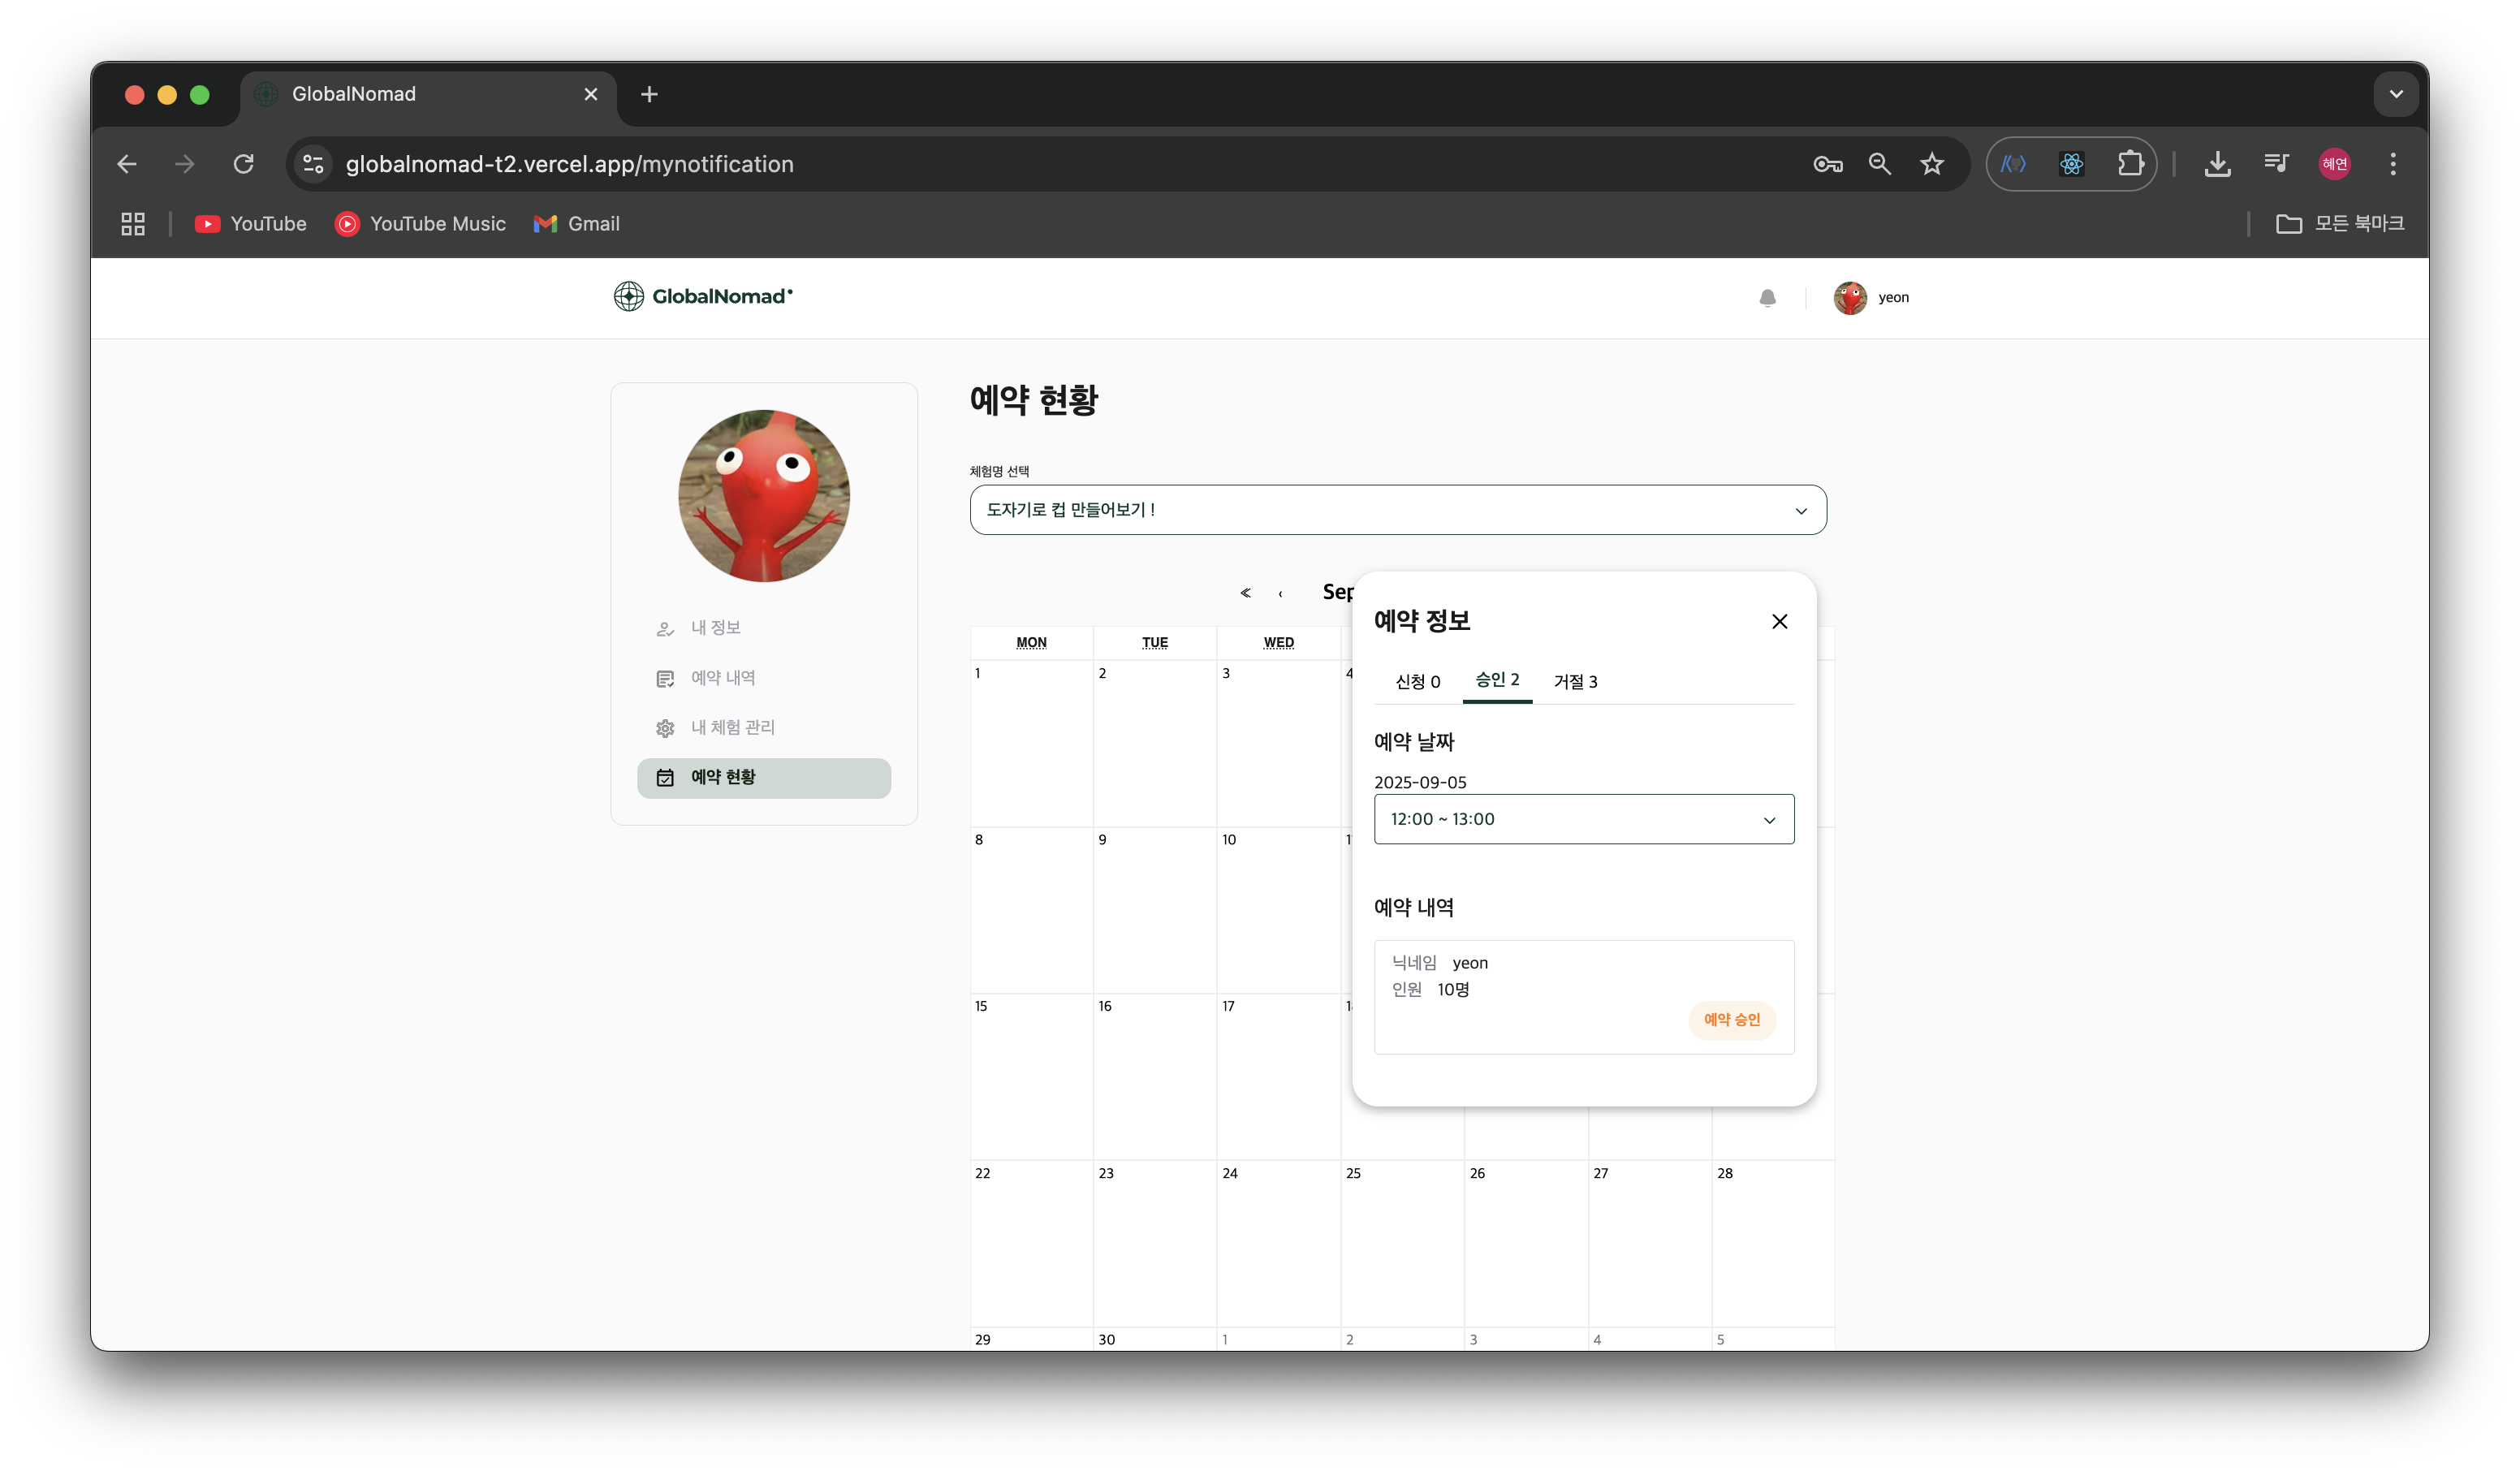 GlobalNomad
globalnomad-t2.vercel.app/mynotification
혜연
YouTube
YouTube Music
Gmail
모든 북마크
GlobalNomad
yeon
내 정보
예약 내역
내 체험 관리
예약 현황
예약 현황
체험명 선택
도자기로 컵 만들어보기 !
« ‹ Sep
MON TUE WED
1 2 3 4
8 9 10
15 16 17
22 23 24 25 26 27 28
29 30 1 2 3 4 5
예약 정보
신청 0 승인 2 거절 3
예약 날짜
2025-09-05
12:00 ~ 13:00
예약 내역
닉네임 yeon
인원 10명
예약 승인